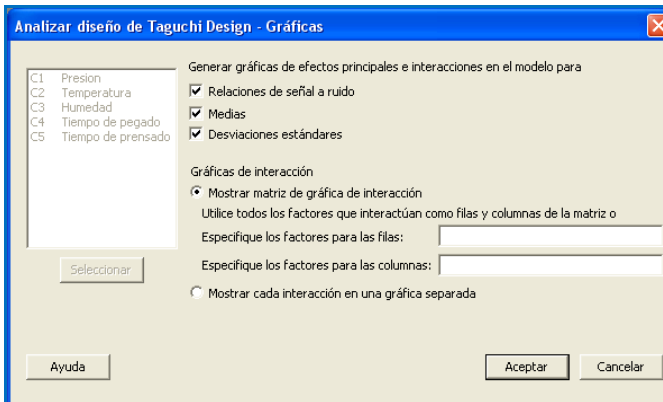 Analizar diseño de Taguchi Design - Gráficas
C1 Presion
C2 Temperatura
C3 Humedad
C4 Tiempo de pegado
C5 Tiempo de prensado
Seleccionar
Generar gráficas de efectos principales e interacciones en el modelo para
Relaciones de señal a ruido
Medias
Desviaciones estándares
Gráficas de interacción
Mostrar matriz de gráfica de interacción
Utilice todos los factores que interactúan como filas y columnas de la matriz o
Especifique los factores para las filas:
Especifique los factores para las columnas:
Mostrar cada interacción en una gráfica separada
Ayuda
Aceptar
Cancelar